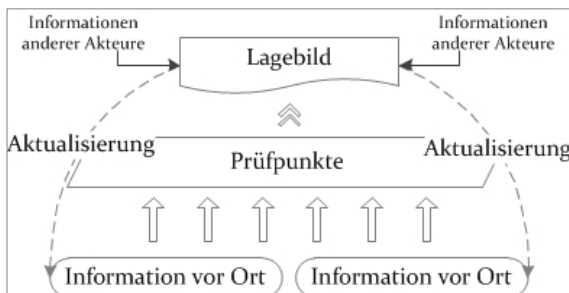 Informationen
anderer Akteure
Informationen
anderer Akteure
Lagebild
Aktualisierung
Prüfpunkte
Aktualisierung
Information vor Ort
Information vor Ort